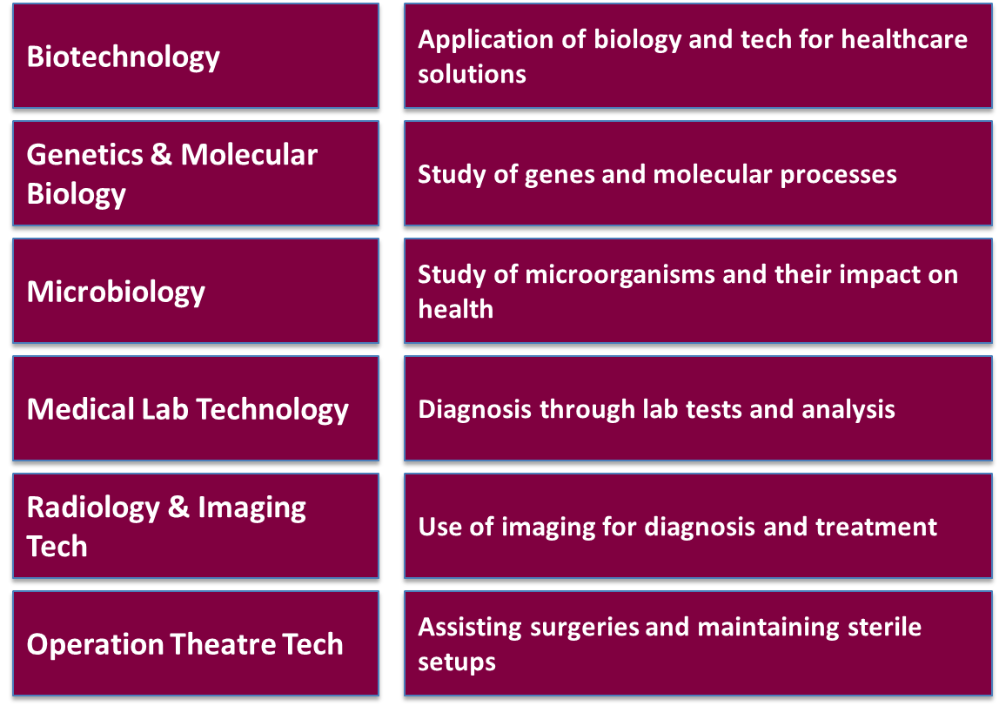 Biotechnology
Application of biology and tech for healthcare
solutions
Genetics & Molecular
Biology
Study of genes and molecular processes
Microbiology
Study of microorganisms and their impact on
health
Medical Lab Technology
Diagnosis through lab tests and analysis
Radiology & Imaging
Tech
Use of imaging for diagnosis and treatment
Operation Theatre Tech
Assisting surgeries and maintaining sterile
setups